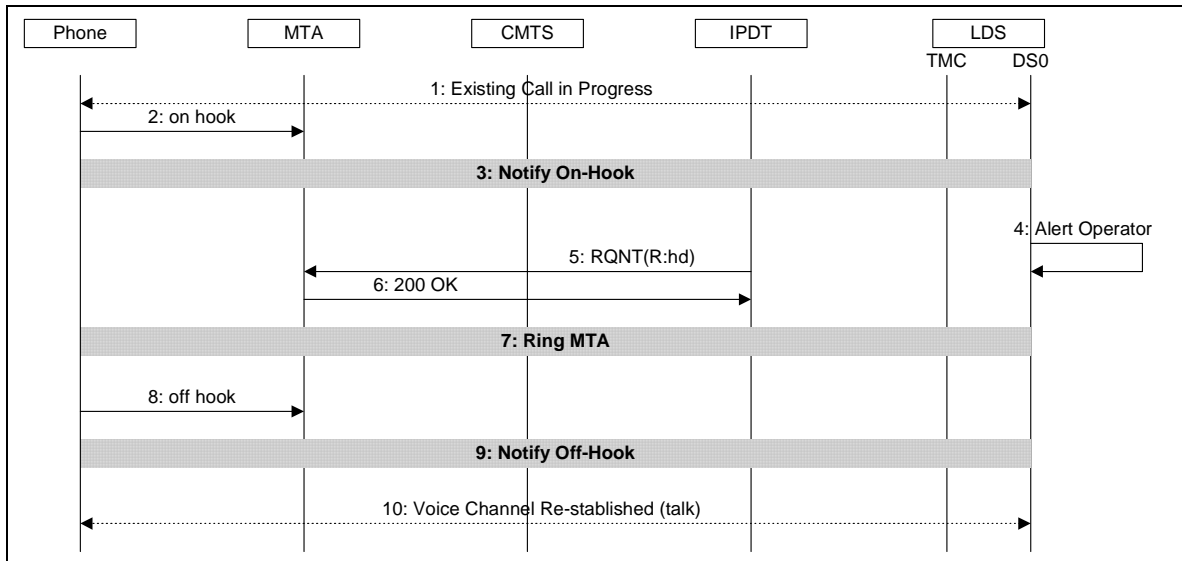 Phone MTA CMTS IPDT LDS
TMC DS0
1: Existing Call in Progress
2: on hook
3: Notify On-Hook
4: Alert Operator
5: RQNT(R:hd)
6: 200 OK
7: Ring MTA
8: off hook
9: Notify Off-Hook
10: Voice Channel Re-stablished (talk)